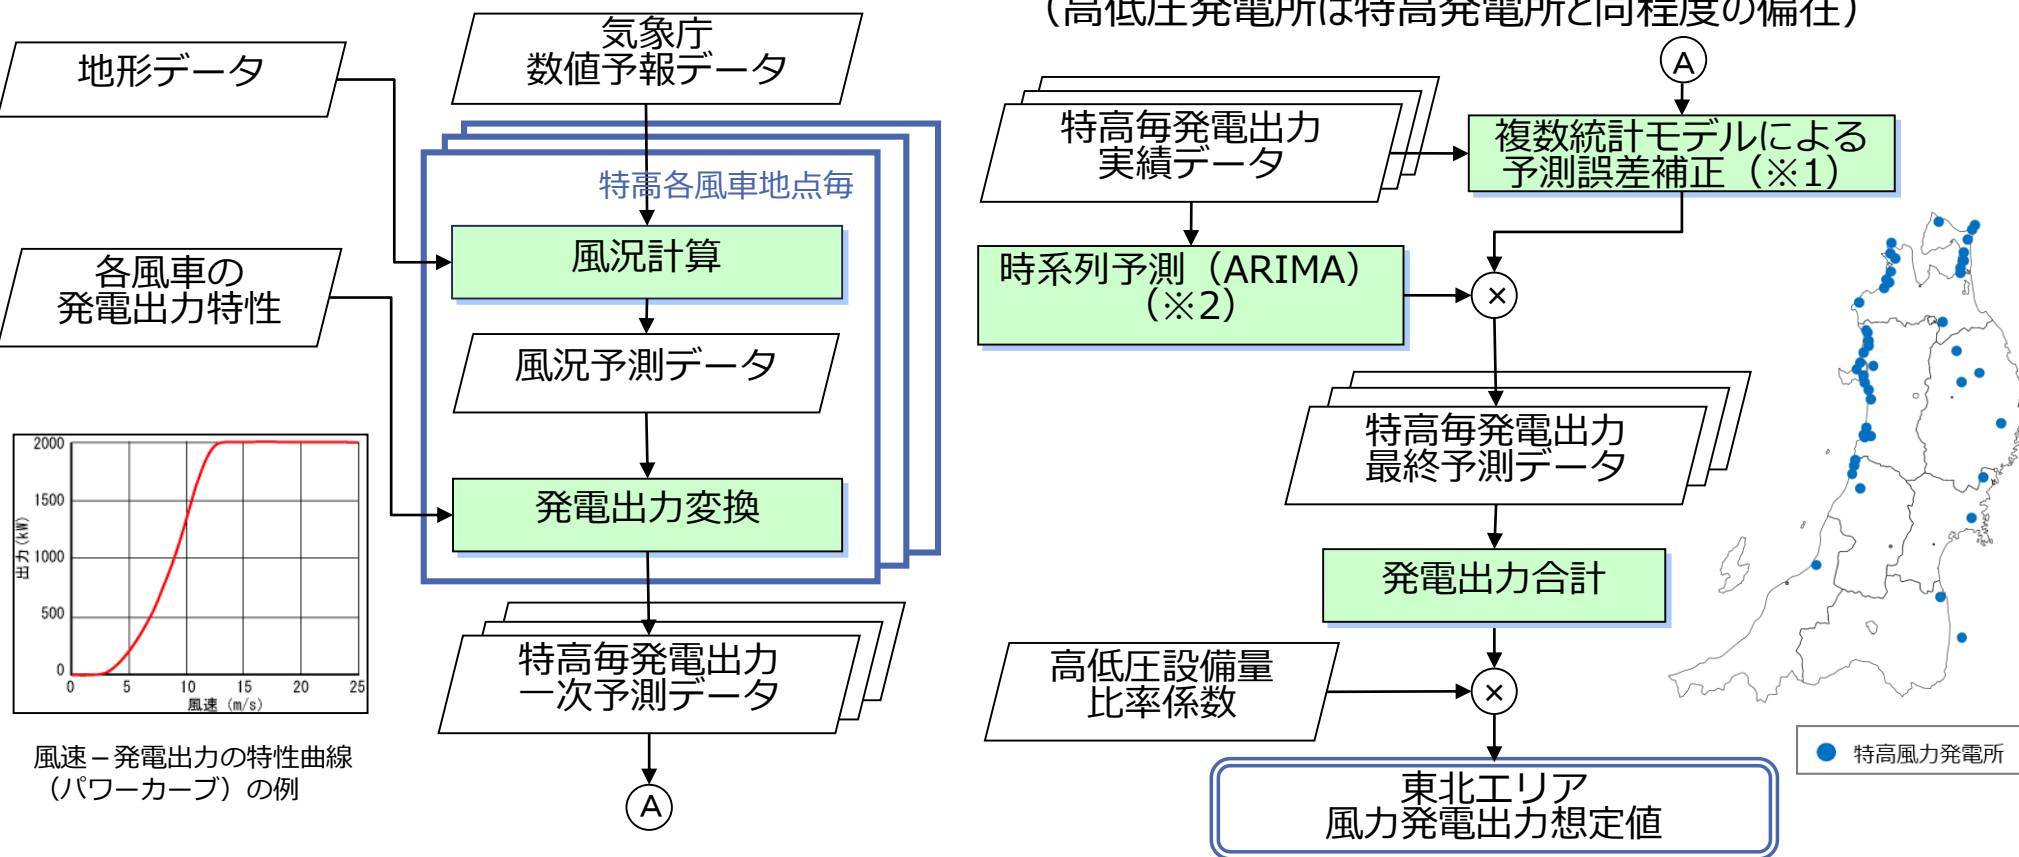 （高低圧発電所は特高発電所と同程度の偏在）
地形データ
気象庁
数値予報データ
特高各風車地点毎
風況計算
各風車の
発電出力特性
風況予測データ
発電出力変換
特高毎発電出力
一次予測データ
A
2000
1500
1000
500
0
出力(kW)
0
5
10
15
20
25
風速 (m/s)
風速－発電出力の特性曲線
（パワーカーブ）の例
A
特高毎発電出力
実績データ
複数統計モデルによる
予測誤差補正（※1）
時系列予測（ARIMA）
（※2）
×
特高毎発電出力
最終予測データ
発電出力合計
高低圧設備量
比率係数
×
東北エリア
風力発電出力想定値
特高風力発電所